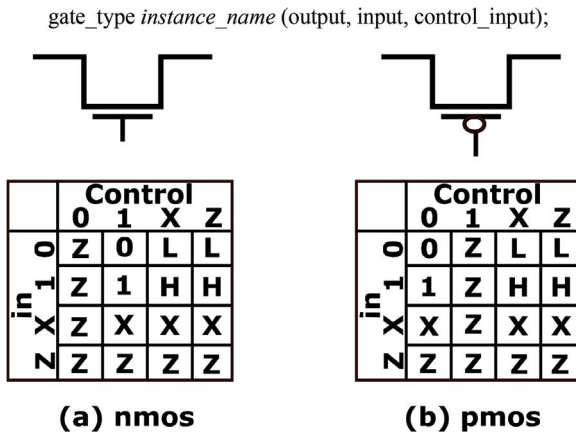 gate_type instance_name (output, input, control_input);
Control
0 1 X Z
in
0 Z 0 L L
1 Z 1 H H
X Z X X X
Z Z Z Z Z
(a) nmos
Control
0 1 X Z
in
0 0 Z L L
1 1 Z H H
X X Z X X
Z Z Z Z Z
(b) pmos